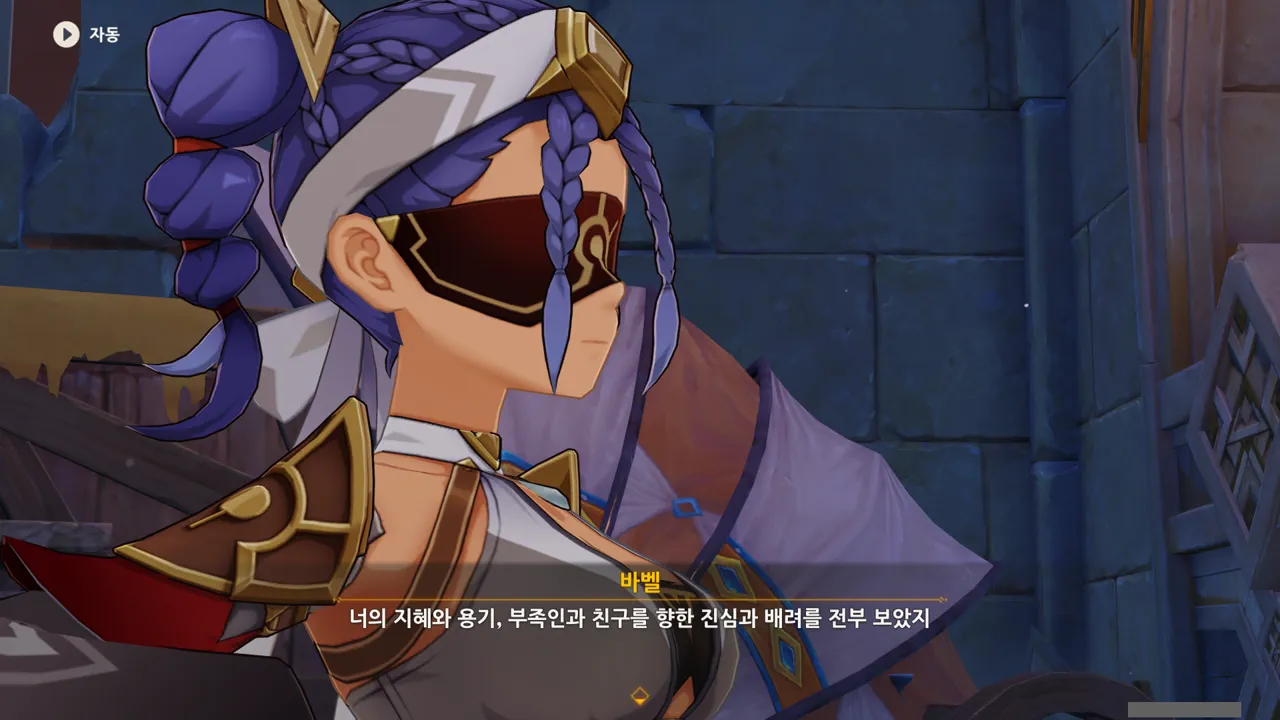 자동
바벨
너의 지혜와 용기, 부족인과 친구를 향한 진심과 배려를 전부 보았지